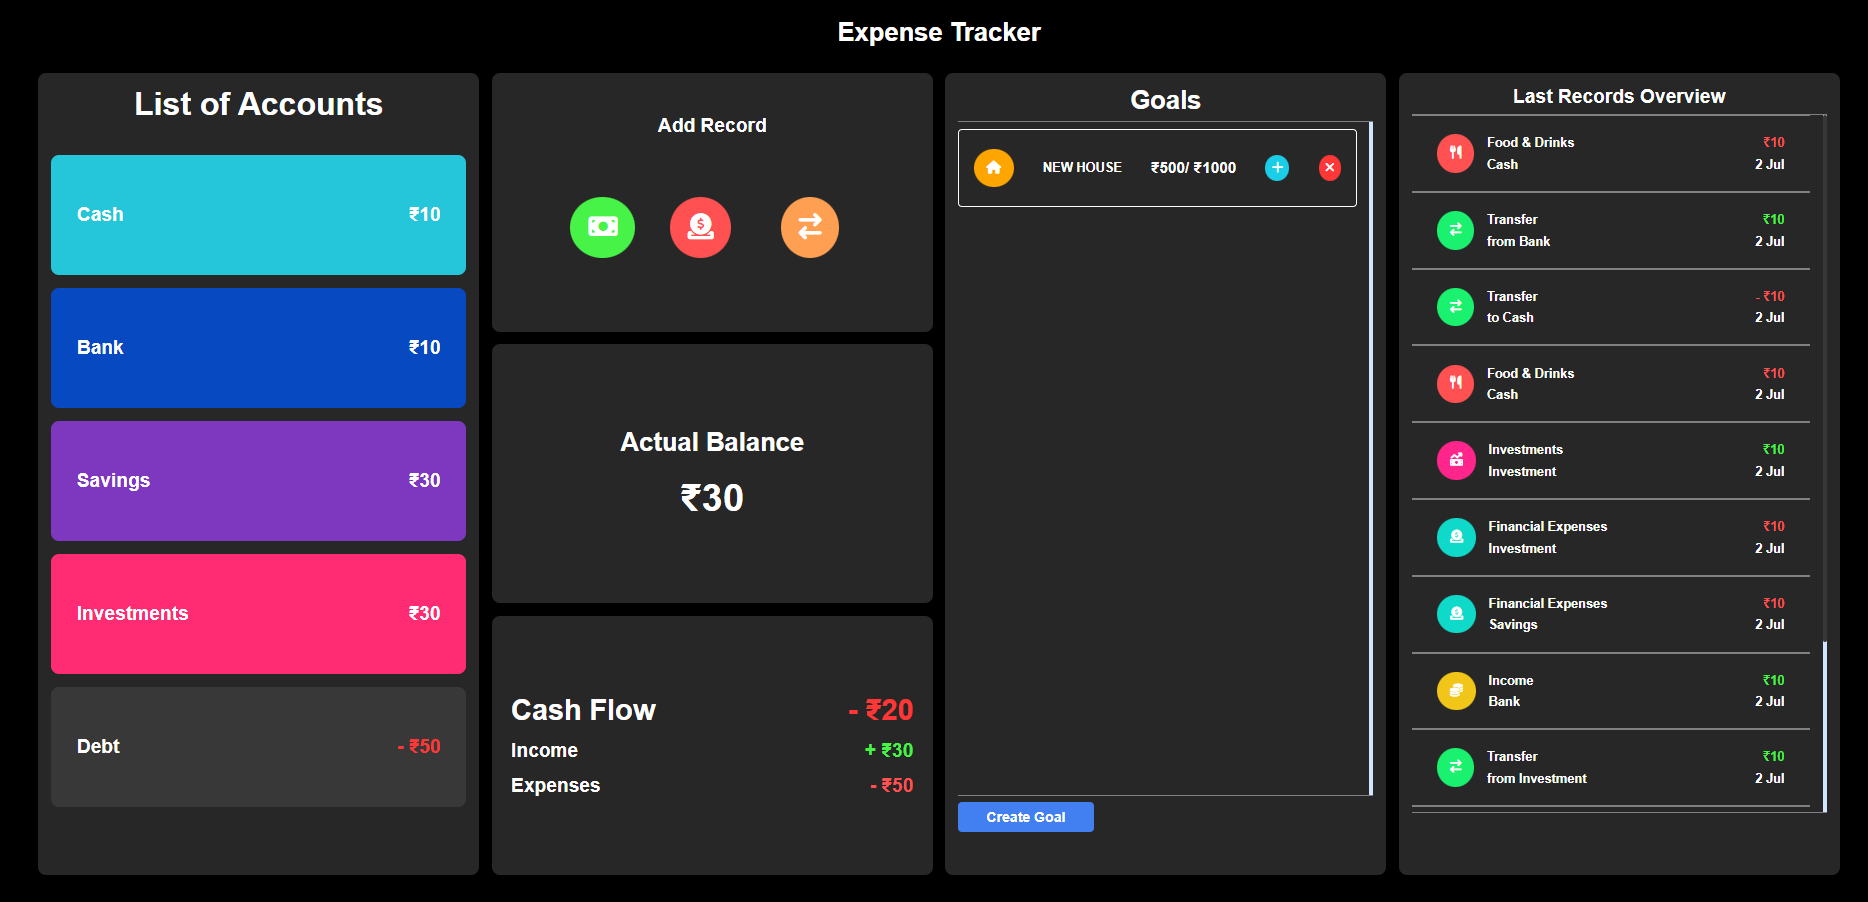 Expense Tracker
List of Accounts
Cash ₹10
Bank ₹10
Savings ₹30
Investments ₹30
Debt - ₹50
Add Record
Actual Balance
₹30
Cash Flow - ₹20
Income + ₹30
Expenses - ₹50
Goals
NEW HOUSE ₹500/ ₹1000
Create Goal
Last Records Overview
Food & Drinks ₹10
Cash 2 Jul
Transfer ₹10
from Bank 2 Jul
Transfer - ₹10
to Cash 2 Jul
Food & Drinks ₹10
Cash 2 Jul
Investments ₹10
Investment 2 Jul
Financial Expenses ₹10
Investment 2 Jul
Financial Expenses ₹10
Savings 2 Jul
Income ₹10
Bank 2 Jul
Transfer ₹10
from Investment 2 Jul